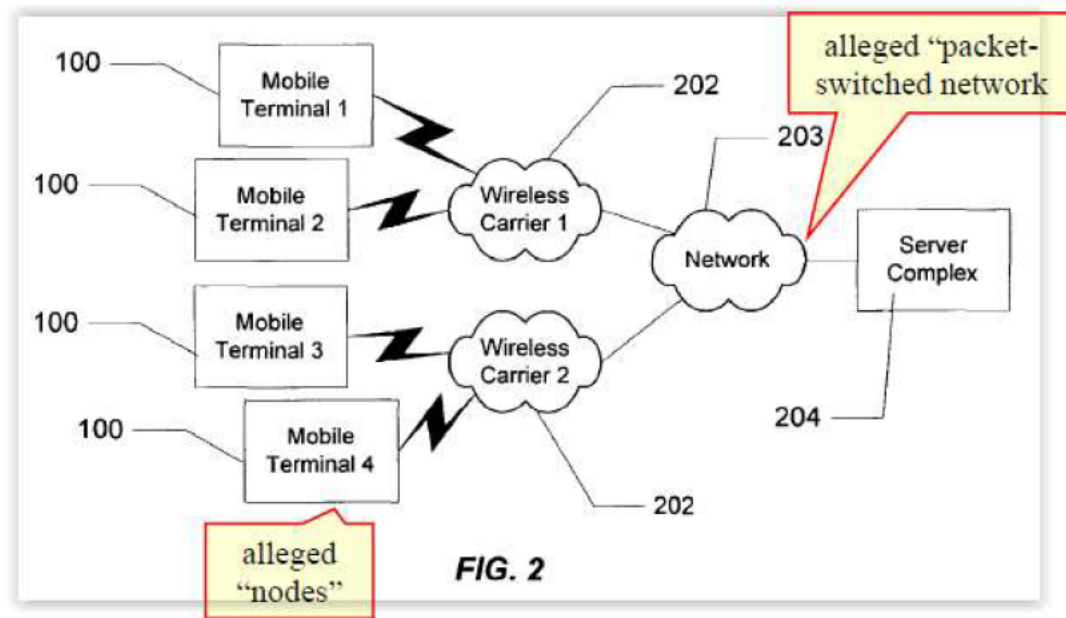 alleged “packet-
switched network
100
Mobile
Terminal 1
202
203
100
Mobile
Terminal 2
Wireless
Carrier 1
Network
Server
Complex
100
Mobile
Terminal 3
Wireless
Carrier 2
204
100
Mobile
Terminal 4
202
alleged
“nodes”
FIG. 2